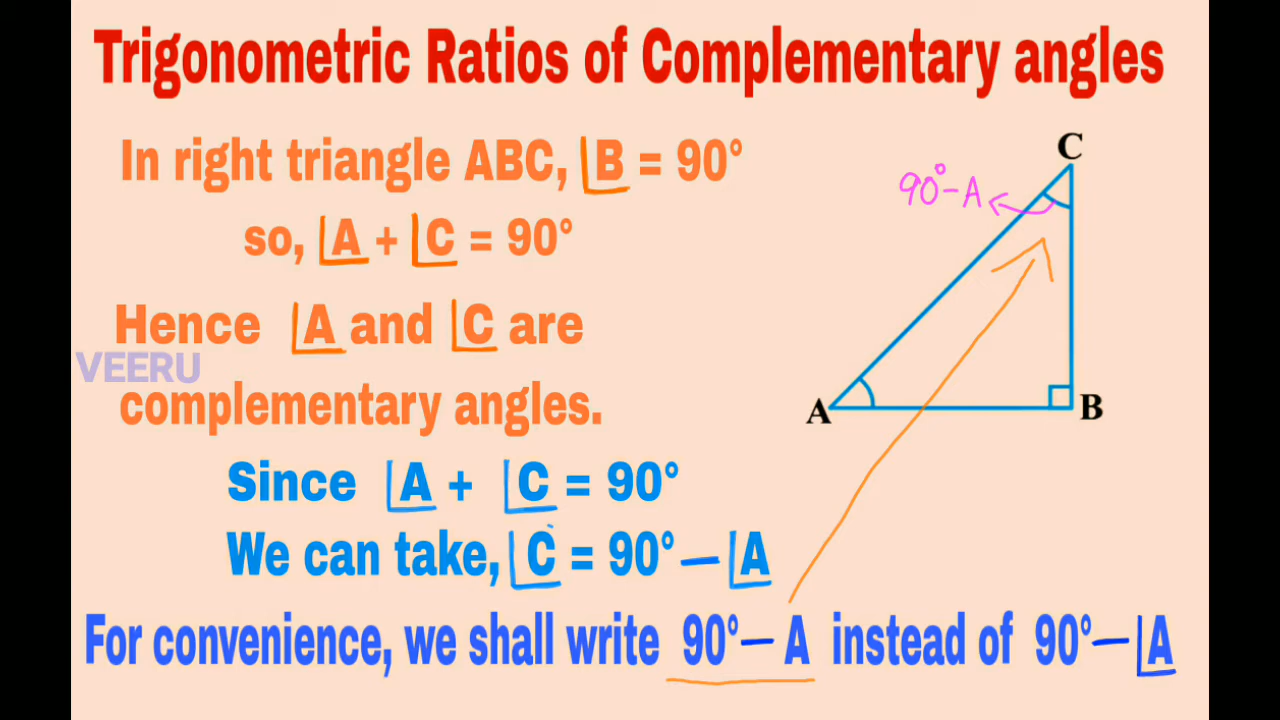 Trigonometric Ratios of Complementary angles
In right triangle ABC, ∠B = 90°
so, ∠A + ∠C = 90°
Hence ∠A and ∠C are
complementary angles.
VEERU
Since ∠A + ∠C = 90°
We can take, ∠C = 90° – ∠A
For convenience, we shall write 90° – A instead of 90° – ∠A
C
90° – A
A
B